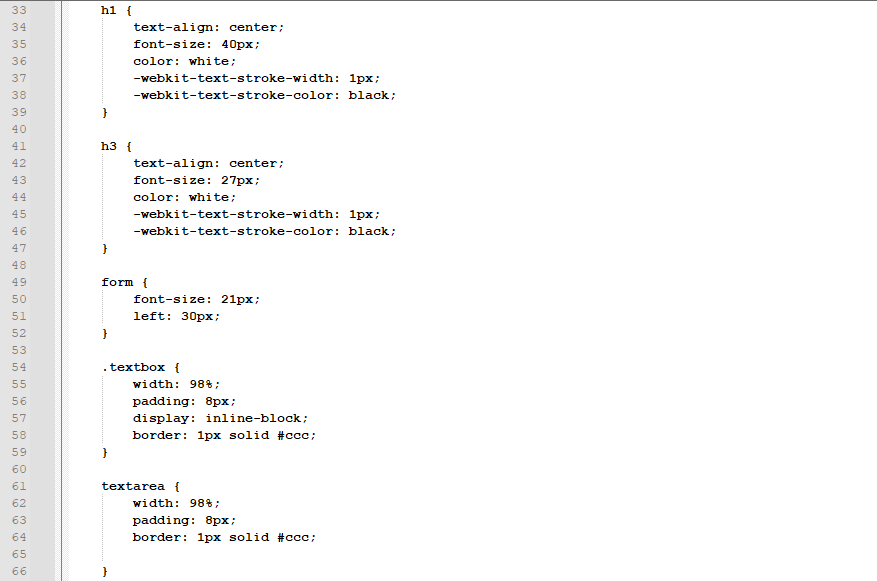 33 h1 {
34 text-align: center;
35 font-size: 40px;
36 color: white;
37 -webkit-text-stroke-width: 1px;
38 -webkit-text-stroke-color: black;
39 }
40
41 h3 {
42 text-align: center;
43 font-size: 27px;
44 color: white;
45 -webkit-text-stroke-width: 1px;
46 -webkit-text-stroke-color: black;
47 }
48
49 form {
50 font-size: 21px;
51 left: 30px;
52 }
53
54 .textbox {
55 width: 98%;
56 padding: 8px;
57 display: inline-block;
58 border: 1px solid #ccc;
59 }
60
61 textarea {
62 width: 98%;
63 padding: 8px;
64 border: 1px solid #ccc;
65
66 }